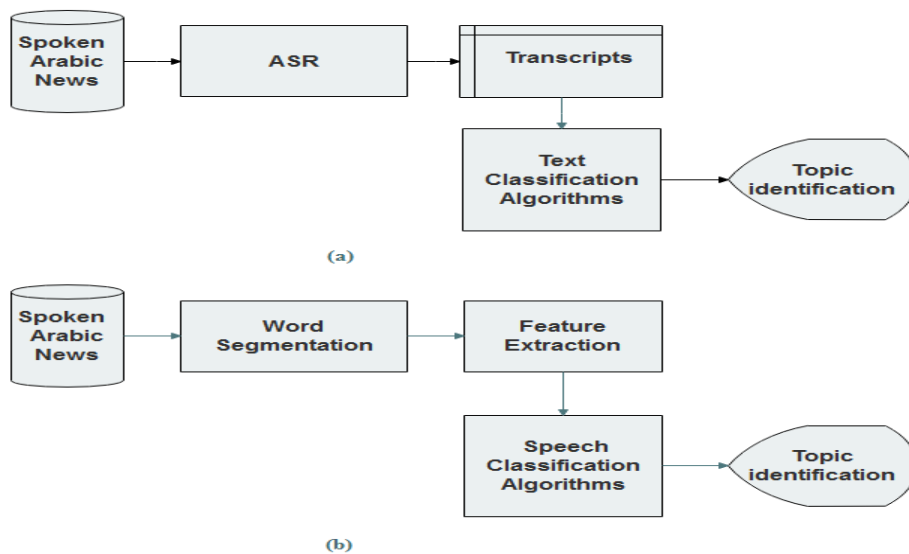 Spoken
Arabic
News
ASR
Transcripts
Text
Classification
Algorithms
Topic
identification
(a)
Spoken
Arabic
News
Word
Segmentation
Feature
Extraction
Speech
Classification
Algorithms
Topic
identification
(b)